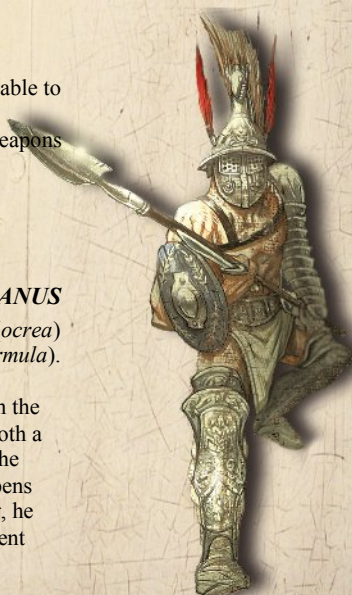 able to
eapons
ANUS
ocrea)
rmula).
n the
oth a
he
pens
, he
ent